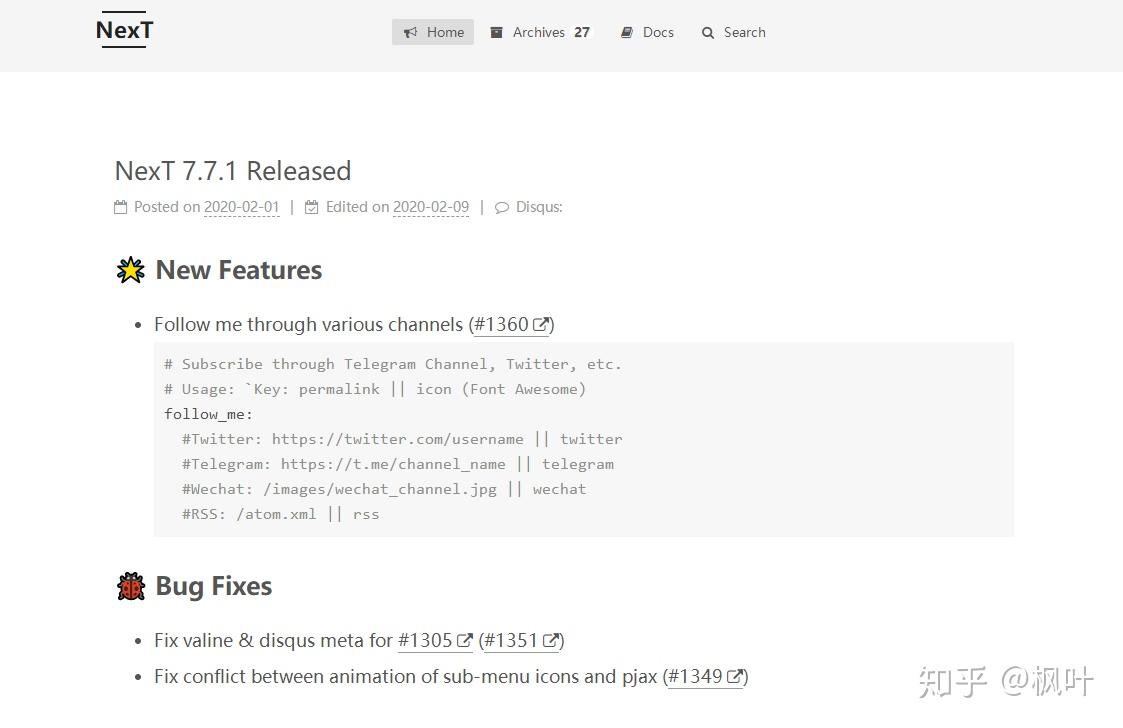 NexT
Home Archives 27 Docs Search
NexT 7.7.1 Released
Posted on 2020-02-01 | Edited on 2020-02-09 | Disqus:
New Features
• Follow me through various channels (#1360)
# Subscribe through Telegram Channel, Twitter, etc.
# Usage: `Key: permalink || icon (Font Awesome)
follow_me:
  #Twitter: https://twitter.com/username || twitter
  #Telegram: https://t.me/channel_name || telegram
  #Wechat: /images/wechat_channel.jpg || wechat
  #RSS: /atom.xml || rss
Bug Fixes
• Fix valine & disqus meta for #1305 (#1351)
• Fix conflict between animation of sub-menu icons and pjax (#1349)
知乎 @枫叶